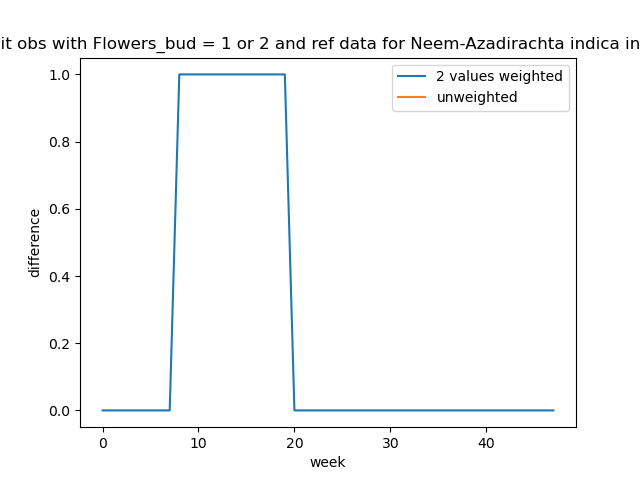 it obs with Flowers_bud = 1 or 2 and ref data for Neem-Azadirachta indica in
2 values weighted
unweighted
1.0
0.8
0.6
0.4
0.2
0.0
difference
0 10 20 30 40
week